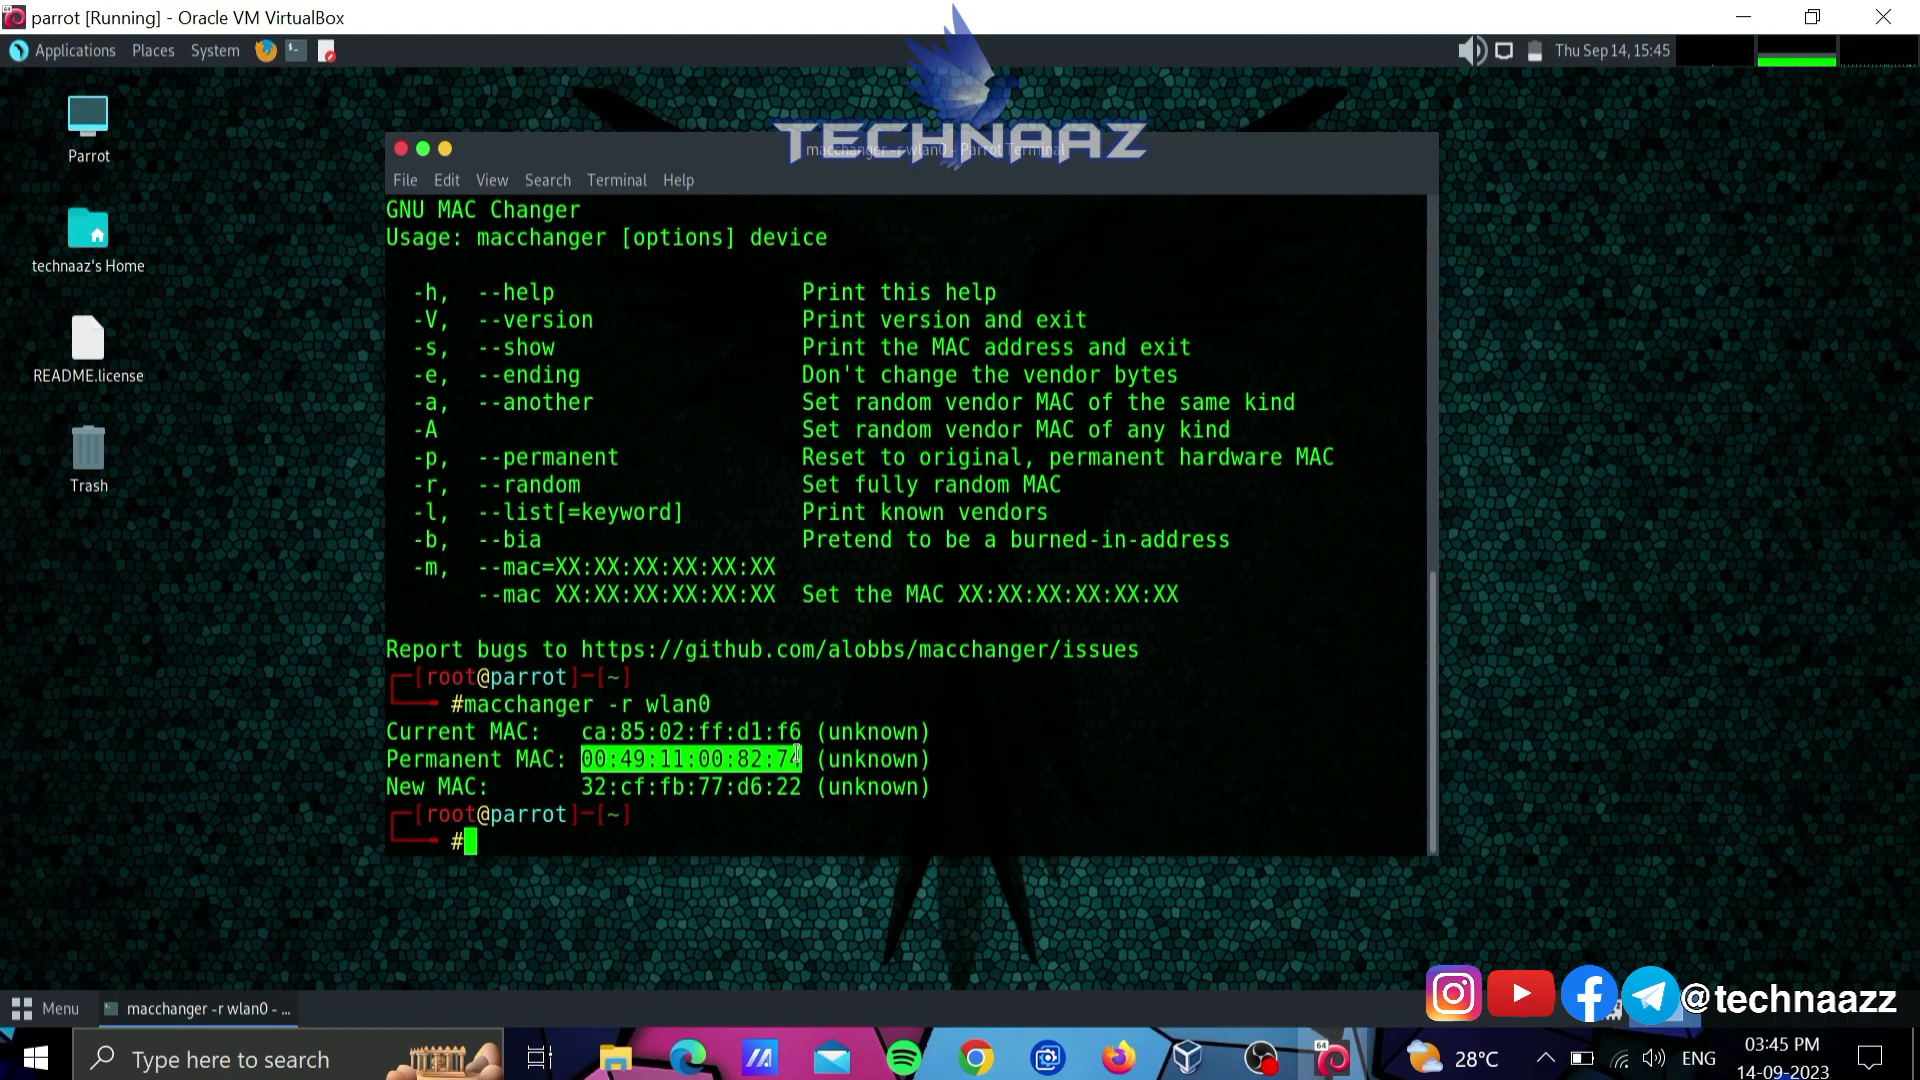 parrot [Running] - Oracle VM VirtualBox
Applications Places System
Thu Sep 14, 15:45
TECHNAAZ
macchanger -r wlan0 - Parrot Terminal
File Edit View Search Terminal Help
Parrot
technaaz's Home
README.license
Trash
GNU MAC Changer
Usage: macchanger [options] device
-h, --help Print this help
-V, --version Print version and exit
-s, --show Print the MAC address and exit
-e, --ending Don't change the vendor bytes
-a, --another Set random vendor MAC of the same kind
-A Set random vendor MAC of any kind
-p, --permanent Reset to original, permanent hardware MAC
-r, --random Set fully random MAC
-l, --list[=keyword] Print known vendors
-b, --bia Pretend to be a burned-in-address
-m, --mac=XX:XX:XX:XX:XX:XX
--mac XX:XX:XX:XX:XX:XX Set the MAC XX:XX:XX:XX:XX:XX
Report bugs to https://github.com/alobbs/macchanger/issues
[root@parrot]-[~]
#macchanger -r wlan0
Current MAC: ca:85:02:ff:d1:f6 (unknown)
Permanent MAC: 00:49:11:00:82:74 (unknown)
New MAC: 32:cf:fb:77:d6:22 (unknown)
[root@parrot]-[~]
#
Menu macchanger -r wlan0 - ...
@technaazz
Type here to search
64
28°C
ENG
03:45 PM
14-09-2023